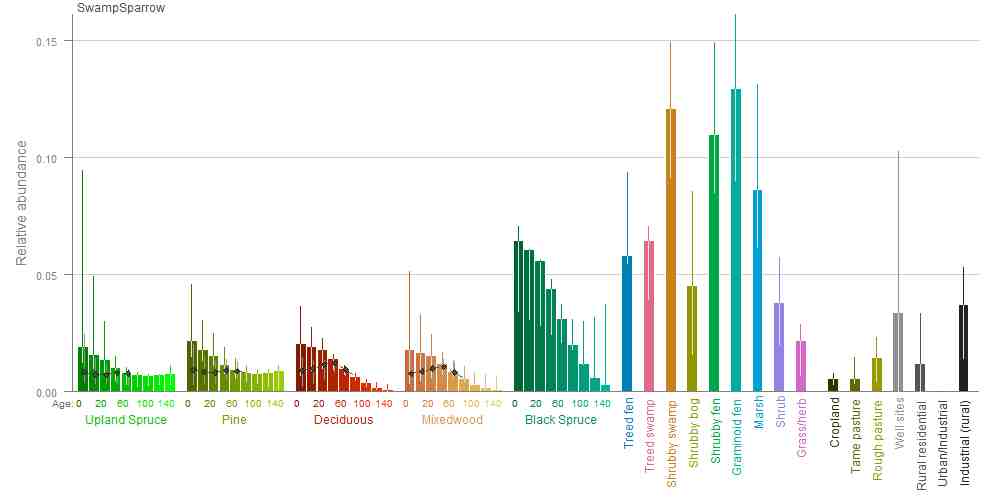 SwampSparrow
Relative abundance
0.15
0.10
0.05
0.00
Age: 0 20 60 100 140 0 20 60 100 140 0 20 60 100 140 0 20 60 100 140 0 20 60 100 140
Upland Spruce Pine Deciduous Mixedwood Black Spruce
Treed fen
Treed swamp
Shrubby swamp
Shrubby bog
Shrubby fen
Graminoid fen
Marsh
Shrub
Grass/herb
Cropland
Tame pasture
Rough pasture
Well sites
Rural residential
Urban/Industrial
Industrial (rural)